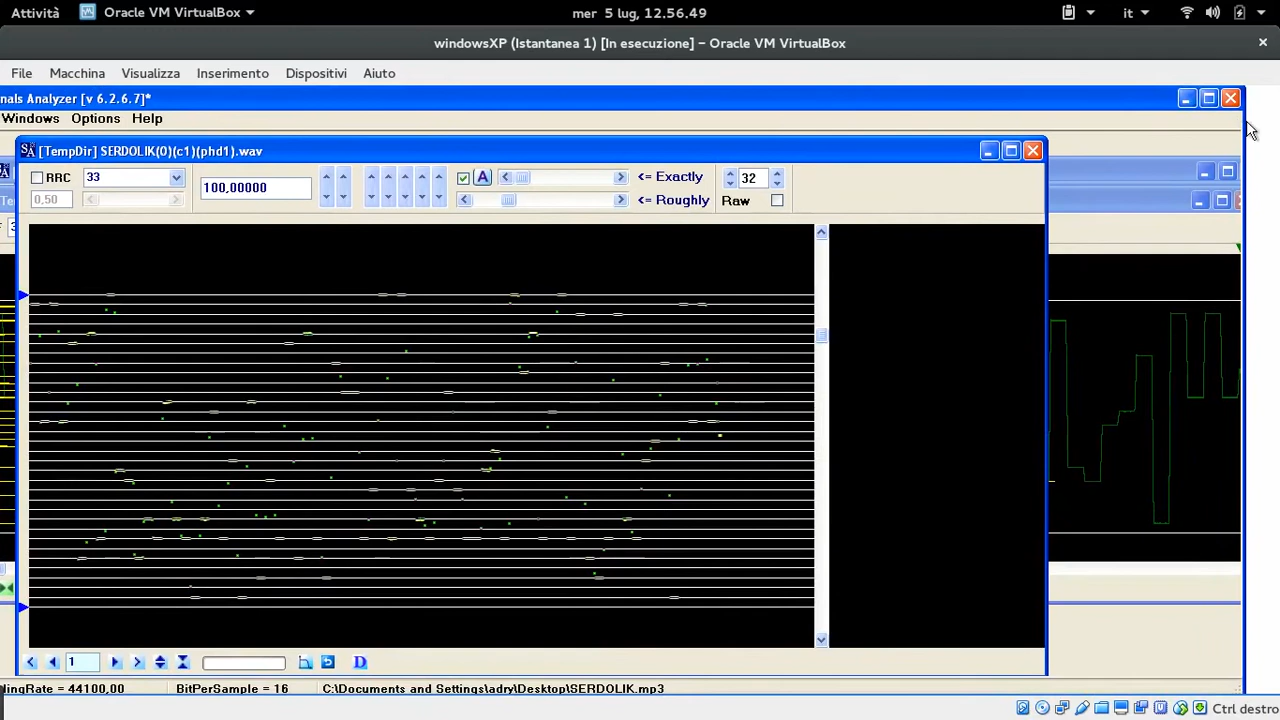 Attività Oracle VM VirtualBox mer 5 lug, 12.56.49 it
windowsXP (Istantanea 1) [In esecuzione] – Oracle VM VirtualBox
File Macchina Visualizza Inserimento Dispositivi Aiuto
nals Analyzer [v 6.2.6.7]*
Windows Options Help
[TempDir] SERDOLIK(0)(c1)(phd1).wav
RRC 33 100,00000 A <= Exactly 32
0,50 <= Roughly Raw
1 D
lingRate = 44100,00 BitPerSample = 16 C:\Documents and Settings\adry\Desktop\SERDOLIK.mp3
Ctrl destro